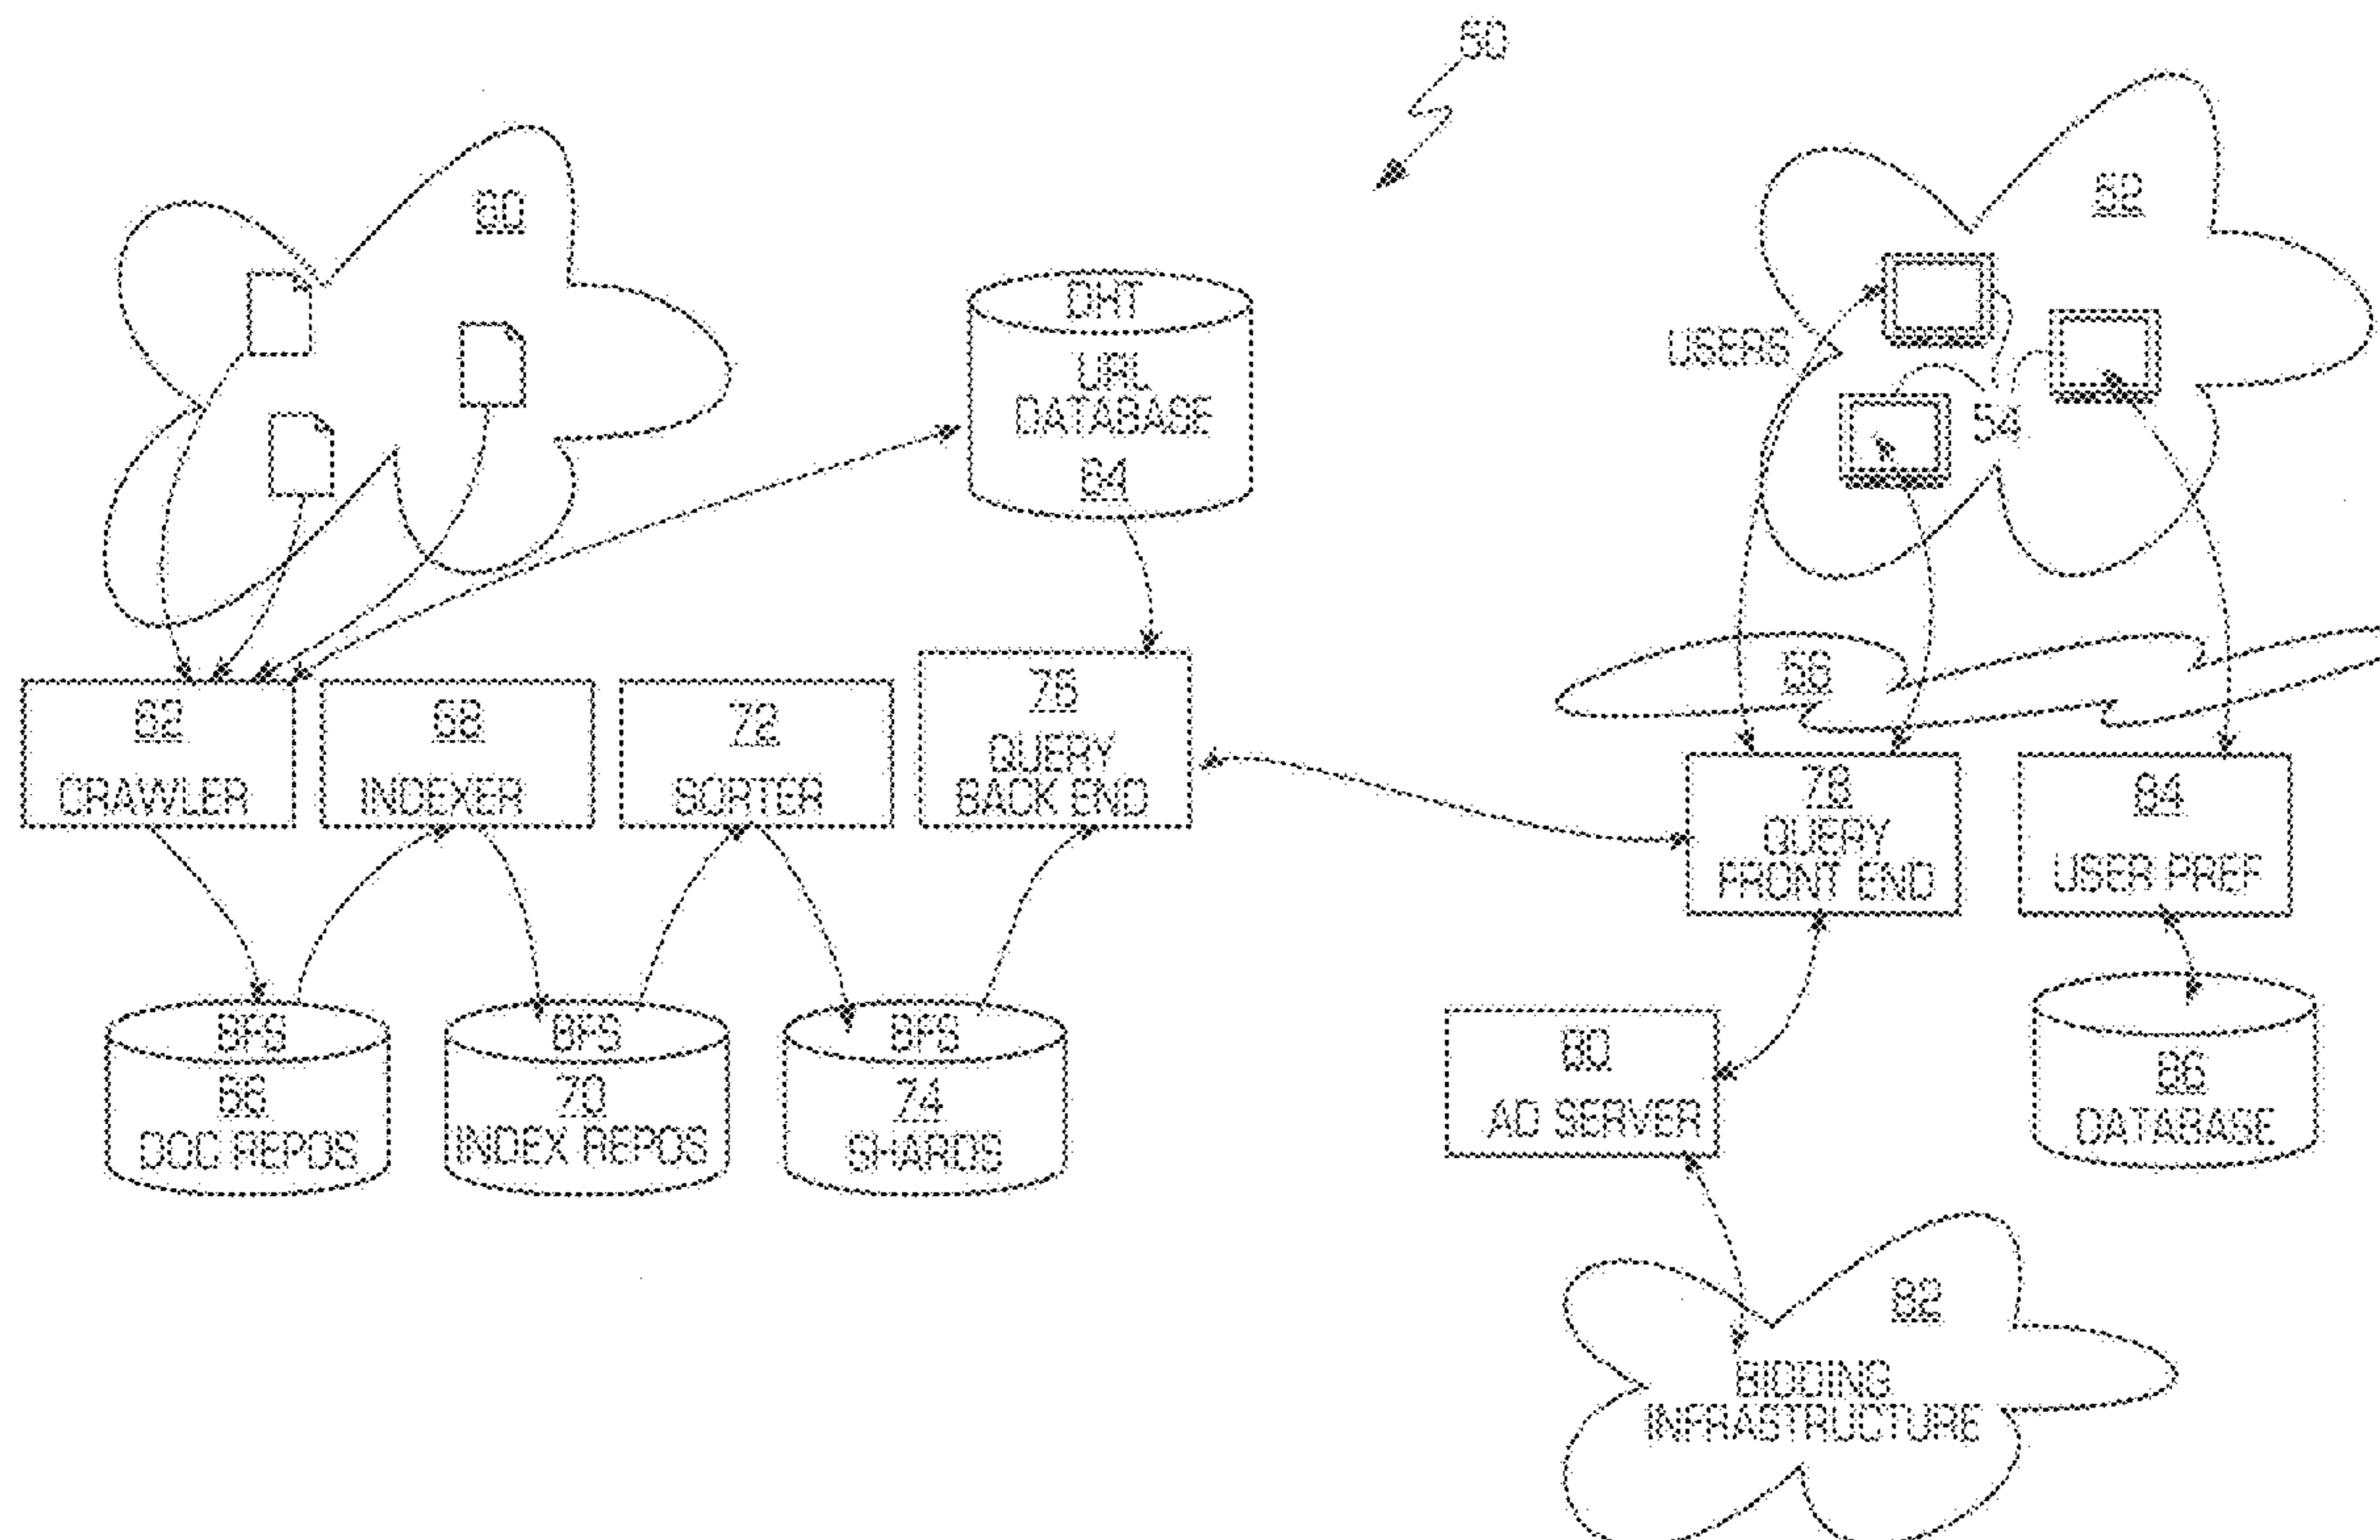 50
60
52
DHT
URL
DATABASE
64
USERS
54
56
62
CRAWLER
68
INDEXER
72
SORTER
76
QUERY
BACK END
78
QUERY
FRONT END
84
USER PREF
BFS
66
DOC REPOS
BFS
70
INDEX REPOS
BFS
74
SHARDS
80
AD SERVER
86
DATABASE
82
BIDDING
INFRASTRUCTURE